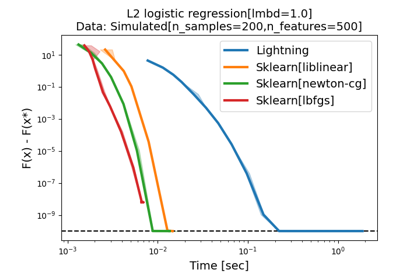 L2 logistic regression[lmbd=1.0]
Data: Simulated[n_samples=200,n_features=500]
10¹
10⁻¹
10⁻³
10⁻⁵
10⁻⁷
10⁻⁹
F(x) - F(x*)
Lightning
Sklearn[liblinear]
Sklearn[newton-cg]
Sklearn[lbfgs]
10⁻³
10⁻²
10⁻¹
10⁰
Time [sec]